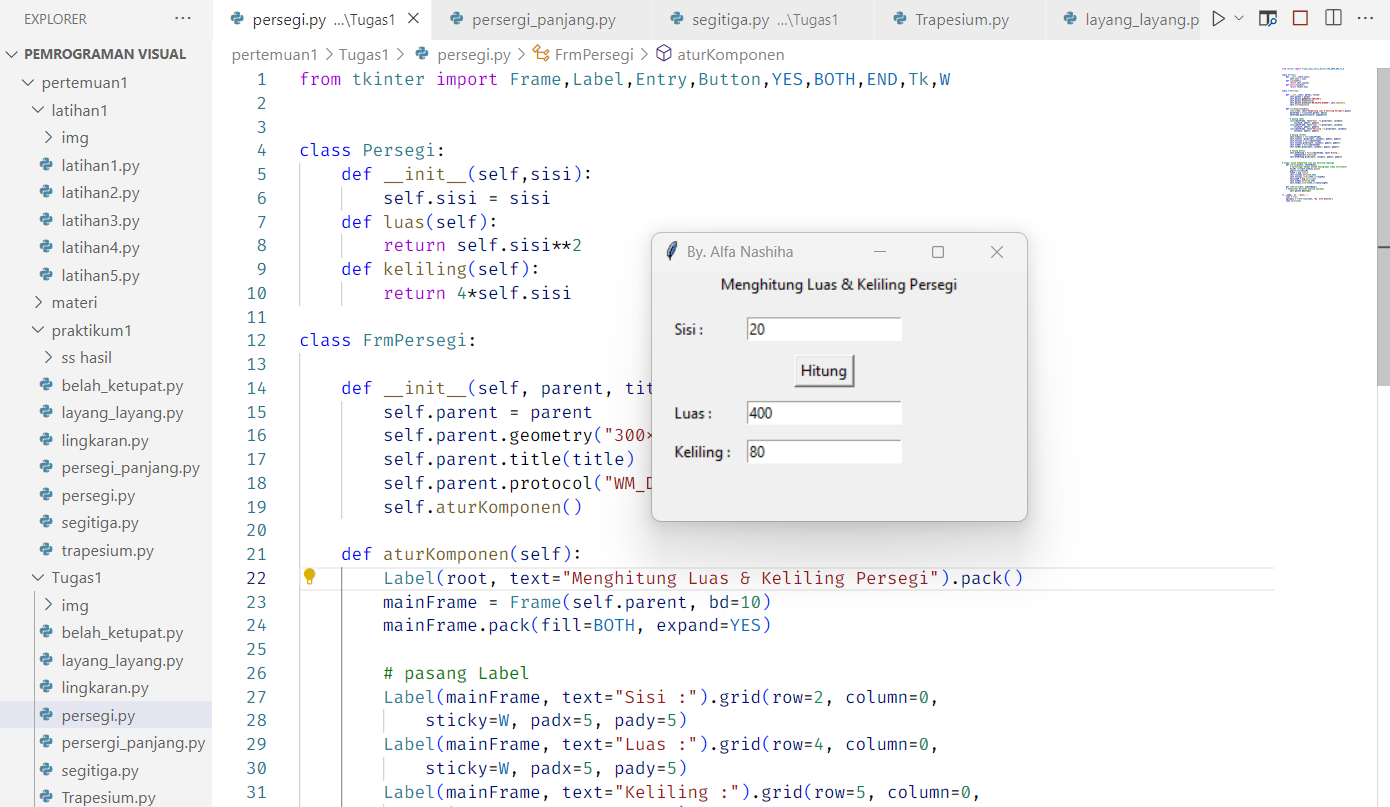 EXPLORER
PEMROGRAMAN VISUAL
pertemuan1
latihan1
img
latihan1.py
latihan2.py
latihan3.py
latihan4.py
latihan5.py
materi
praktikum1
ss hasil
belah_ketupat.py
layang_layang.py
lingkaran.py
persegi_panjang.py
persegi.py
segitiga.py
trapesium.py
Tugas1
img
belah_ketupat.py
layang_layang.py
lingkaran.py
persegi.py
persergi_panjang.py
segitiga.py
Trapesium.py
persegi.py ...\Tugas1 persergi_panjang.py segitiga.py ...\Tugas1 Trapesium.py layang_layang.p
pertemuan1 > Tugas1 > persegi.py > FrmPersegi > aturKomponen
1 from tkinter import Frame,Label,Entry,Button,YES,BOTH,END,Tk,W
2
3
4 class Persegi:
5 def __init__(self,sisi):
6 self.sisi = sisi
7 def luas(self):
8 return self.sisi**2
9 def keliling(self):
10 return 4*self.sisi
11
12 class FrmPersegi:
13
14 def __init__(self, parent, tit
15 self.parent = parent
16 self.parent.geometry("300×
17 self.parent.title(title)
18 self.parent.protocol("WM_D
19 self.aturKomponen()
20
21 def aturKomponen(self):
22 Label(root, text="Menghitung Luas & Keliling Persegi").pack()
23 mainFrame = Frame(self.parent, bd=10)
24 mainFrame.pack(fill=BOTH, expand=YES)
25
26 # pasang Label
27 Label(mainFrame, text="Sisi :").grid(row=2, column=0,
28 sticky=W, padx=5, pady=5)
29 Label(mainFrame, text="Luas :").grid(row=4, column=0,
30 sticky=W, padx=5, pady=5)
31 Label(mainFrame, text="Keliling :").grid(row=5, column=0,
By. Alfa Nashiha
Menghitung Luas & Keliling Persegi
Sisi : 20
Hitung
Luas : 400
Keliling : 80